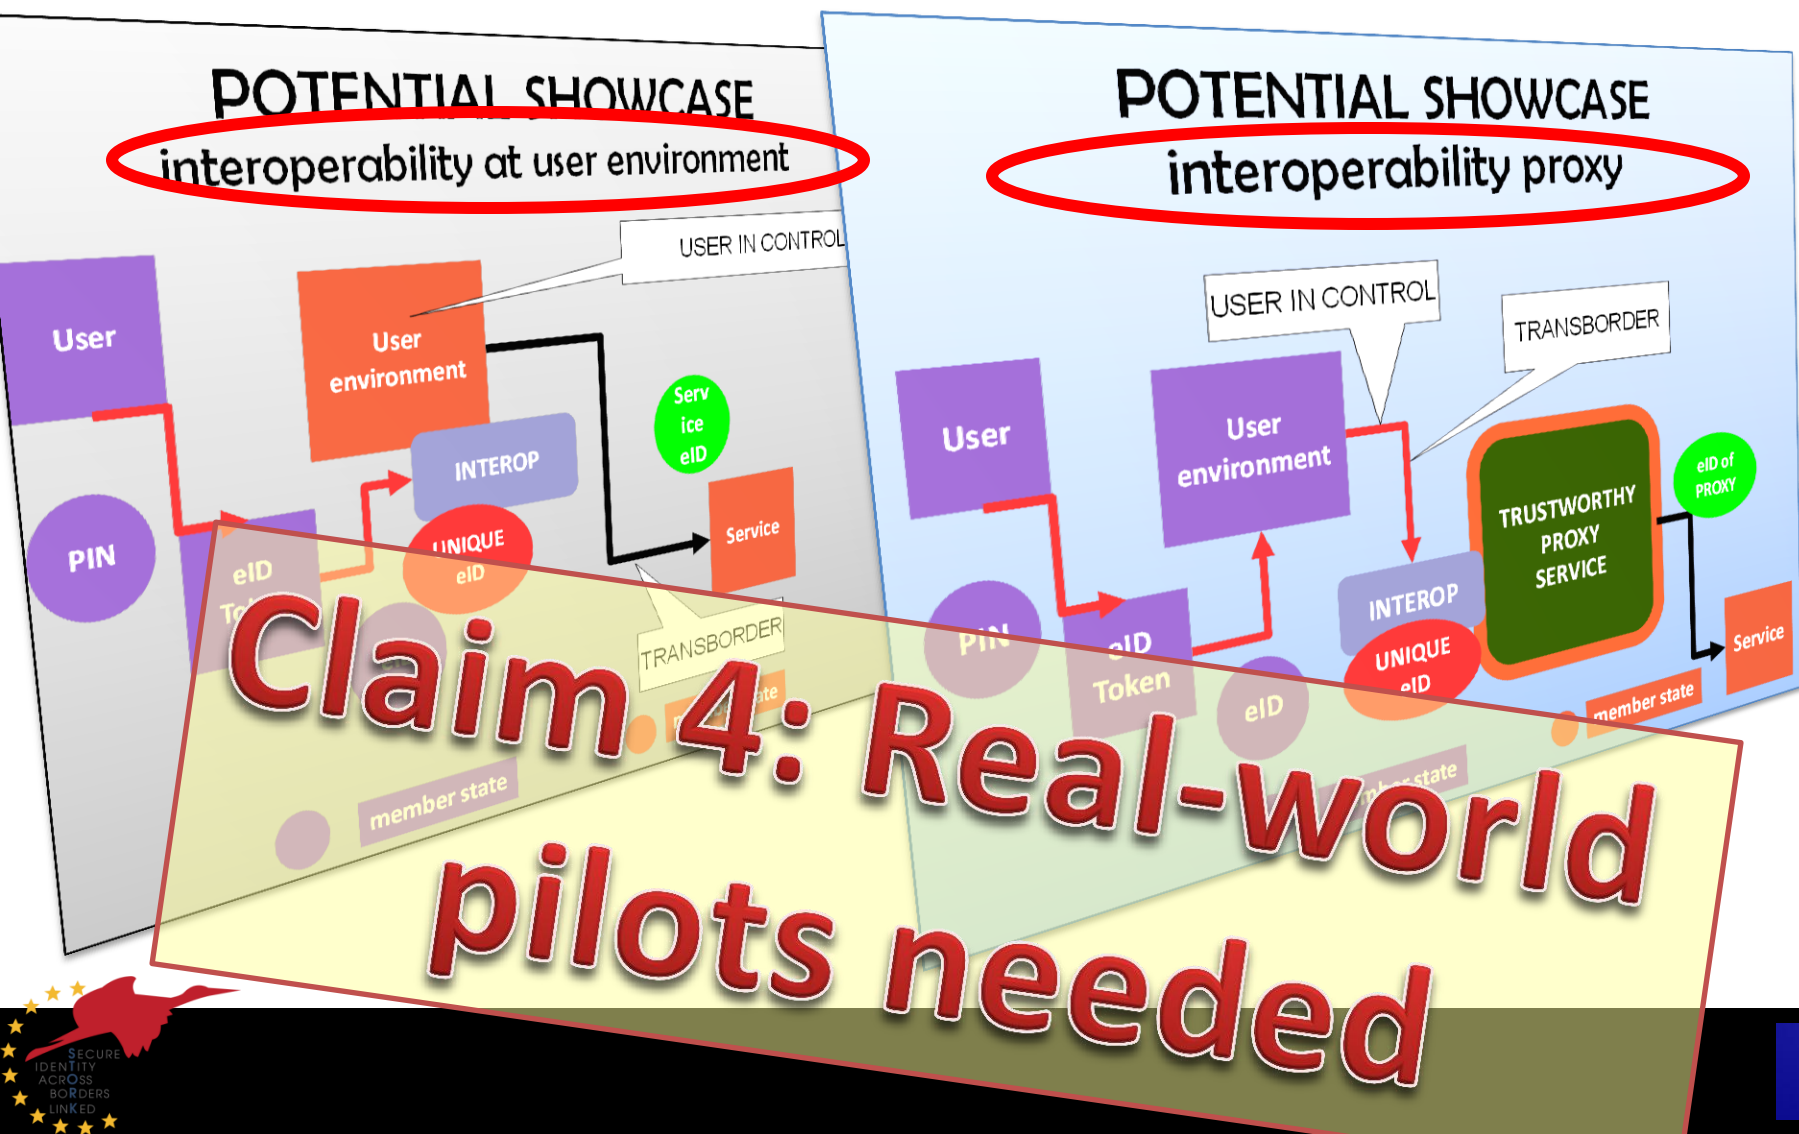 POTENTIAL SHOWCASE
interoperability at user environment
USER IN CONTROL
User
User
environment
Serv
ice
eID
INTEROP
PIN
UNIQUE
eID
Service
eID
TRANSBORDER
member state
POTENTIAL SHOWCASE
interoperability proxy
USER IN CONTROL
TRANSBORDER
User
User
environment
TRUSTWORTHY
PROXY
SERVICE
eID of
PROXY
INTEROP
PIN
eID
Token
UNIQUE
eID
Service
eID
member state
state
Claim 4: Real-world
pilots needed
SECURE
IDENTITY
ACROSS
BORDERS
LINKED